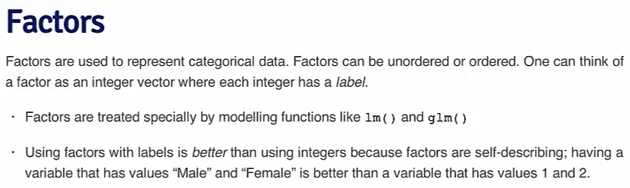 Factors
Factors are used to represent categorical data. Factors can be unordered or ordered. One can think of
a factor as an integer vector where each integer has a label.
· Factors are treated specially by modelling functions like lm() and glm()
· Using factors with labels is better than using integers because factors are self-describing; having a
variable that has values “Male” and “Female” is better than a variable that has values 1 and 2.